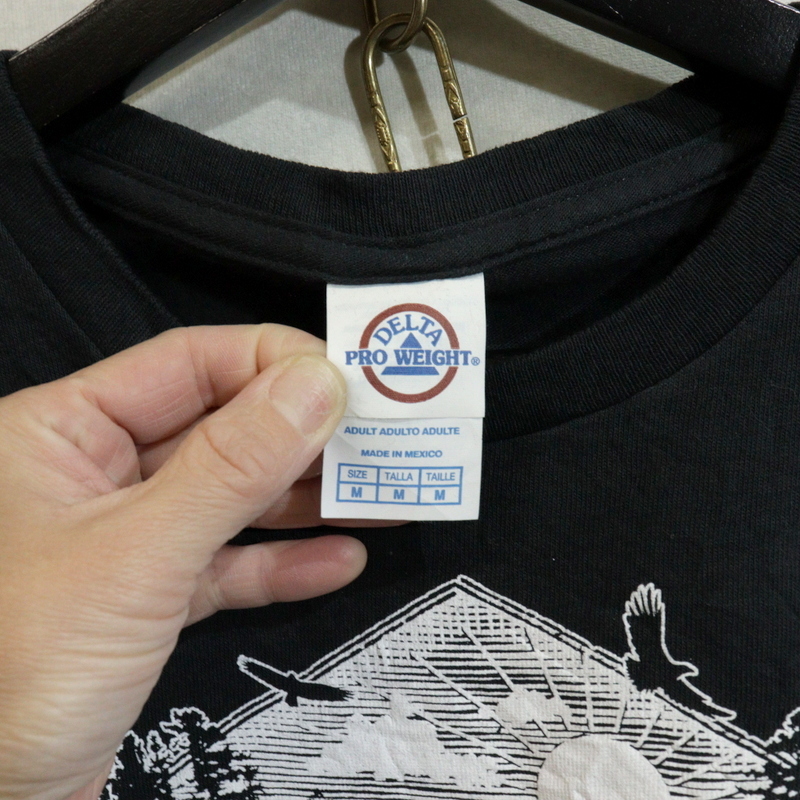 DELTA
PRO WEIGHT®
ADULT ADULTO ADULTE
MADE IN MEXICO
SIZE TALLA TAILLE
M M M